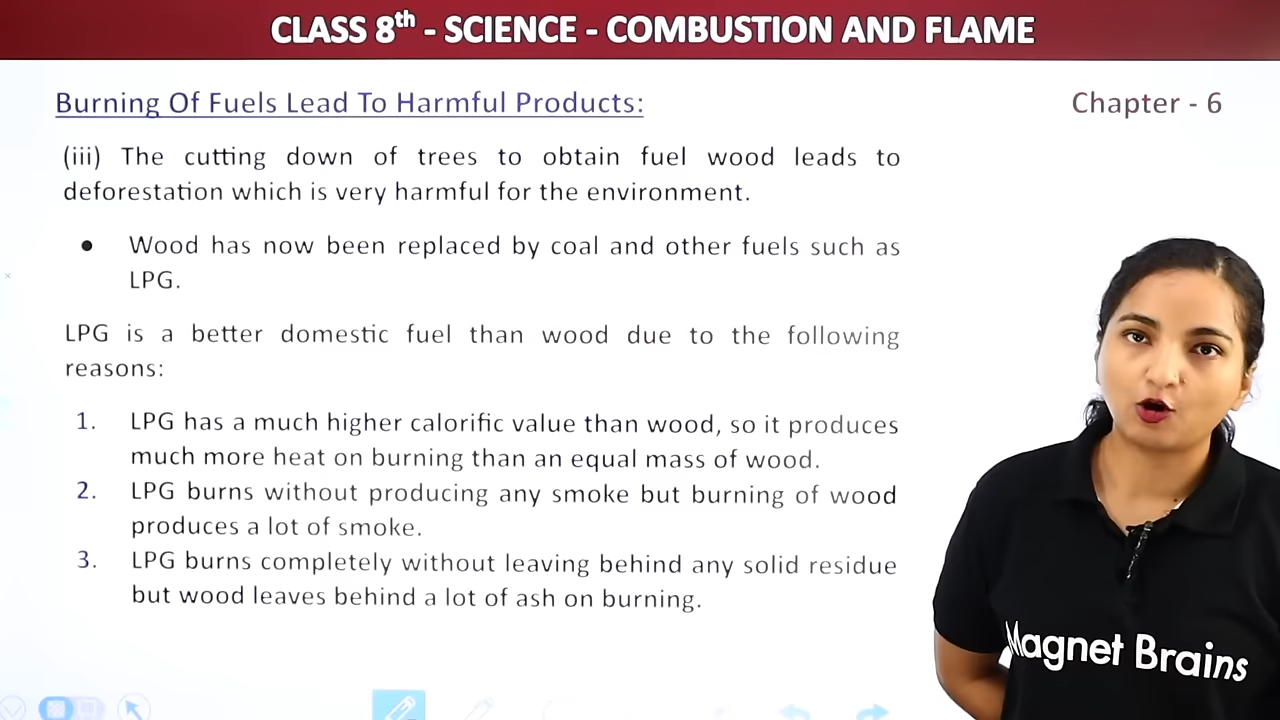 CLASS 8th - SCIENCE - COMBUSTION AND FLAME
Burning Of Fuels Lead To Harmful Products:
Chapter - 6
(iii) The cutting down of trees to obtain fuel wood leads to
deforestation which is very harmful for the environment.
• Wood has now been replaced by coal and other fuels such as
LPG.
LPG is a better domestic fuel than wood due to the following
reasons:
1. LPG has a much higher calorific value than wood, so it produces
much more heat on burning than an equal mass of wood.
2. LPG burns without producing any smoke but burning of wood
produces a lot of smoke.
3. LPG burns completely without leaving behind any solid residue
but wood leaves behind a lot of ash on burning.
Magnet Brains